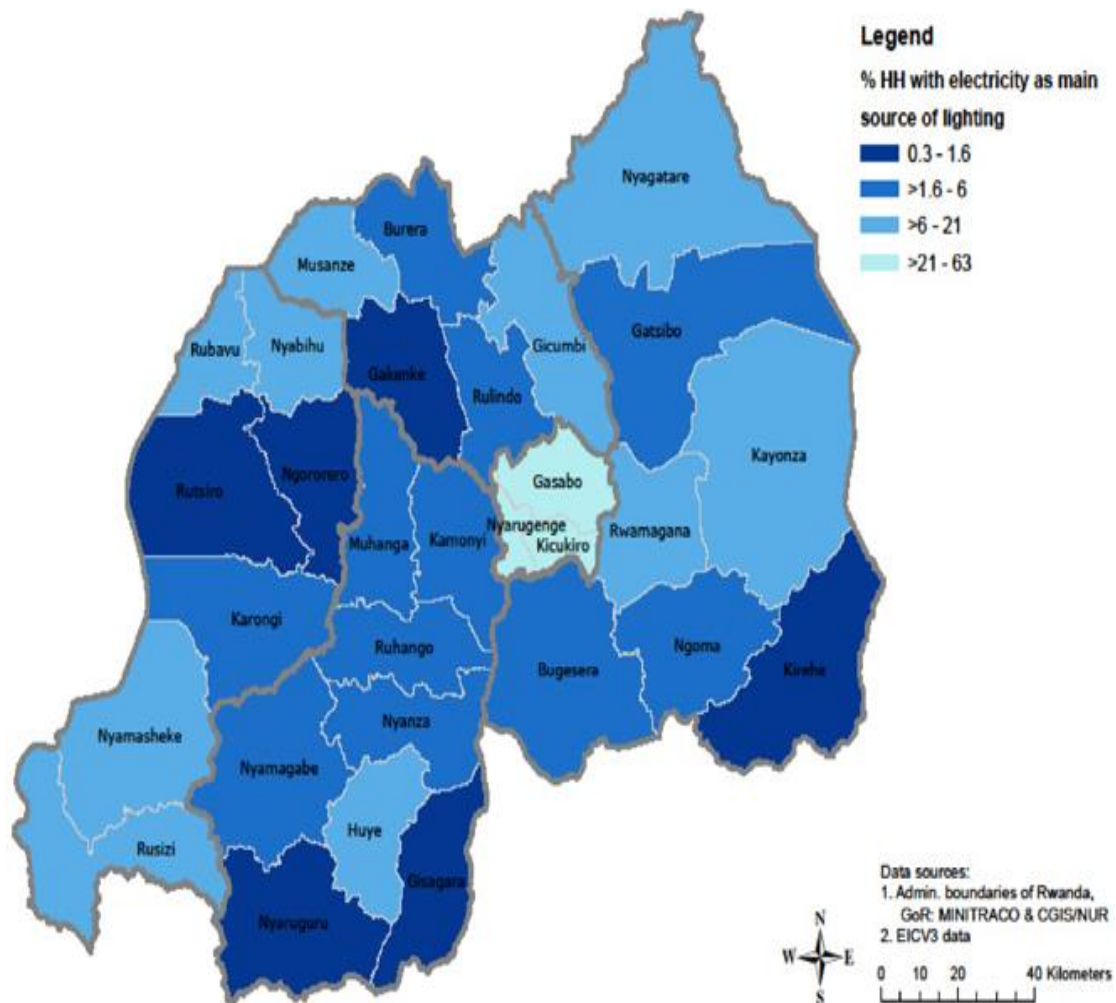 Legend
% HH with electricity as main
source of lighting
0.3 - 1.6
>1.6 - 6
>6 - 21
>21 - 63
Nyagatare
Burera
Musanze
Gatsibo
Gicumbi
Rubavu
Nyabihu
Gakenke
Rulindo
Kayonza
Ngororero
Rutsiro
Gasabo
Nyarugenge
Kicukiro
Rwamagana
Muhanga
Kamonyi
Karongi
Ruhango
Ngoma
Bugesera
Kirehe
Nyanza
Nyamasheke
Nyamagabe
Huye
Rusizi
Gisagara
Nyaruguru
Data sources:
1. Admin. boundaries of Rwanda,
GoR: MINITRACO & CGIS/NUR
2. EICV3 data
N
W E
S
0 10 20 40 Kilometers